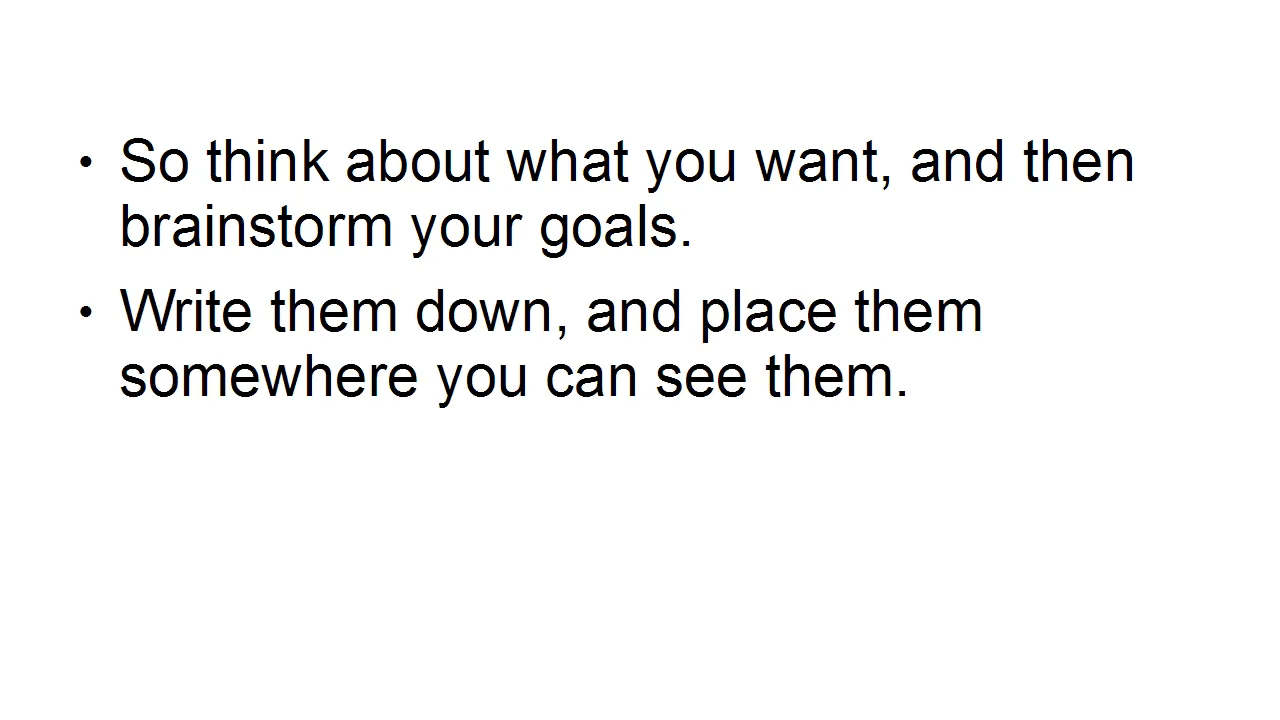 • So think about what you want, and then
brainstorm your goals.
• Write them down, and place them
somewhere you can see them.